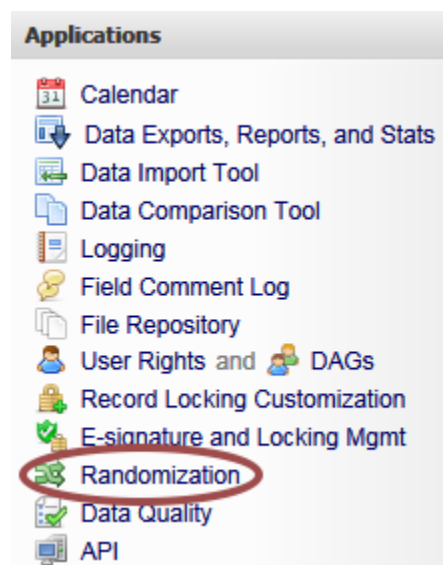 Applications
31 Calendar
Data Exports, Reports, and Stats
Data Import Tool
Data Comparison Tool
Logging
Field Comment Log
File Repository
User Rights and DAGs
Record Locking Customization
E-signature and Locking Mgmt
Randomization
Data Quality
API